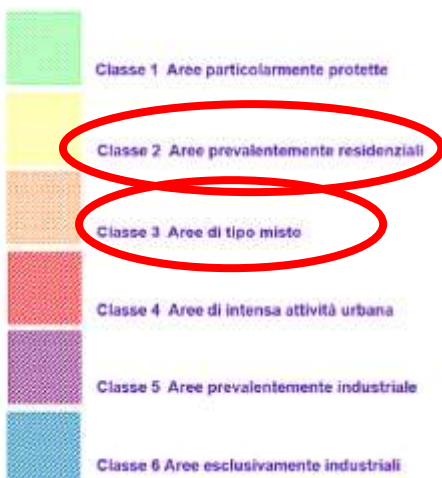 Classe 1 Aree particolarmente protette
Classe 2 Aree prevalentemente residenziali
Classe 3 Aree di tipo misto
Classe 4 Aree di intensa attività urbana
Classe 5 Aree prevalentemente industriale
Classe 6 Aree esclusivamente industriali